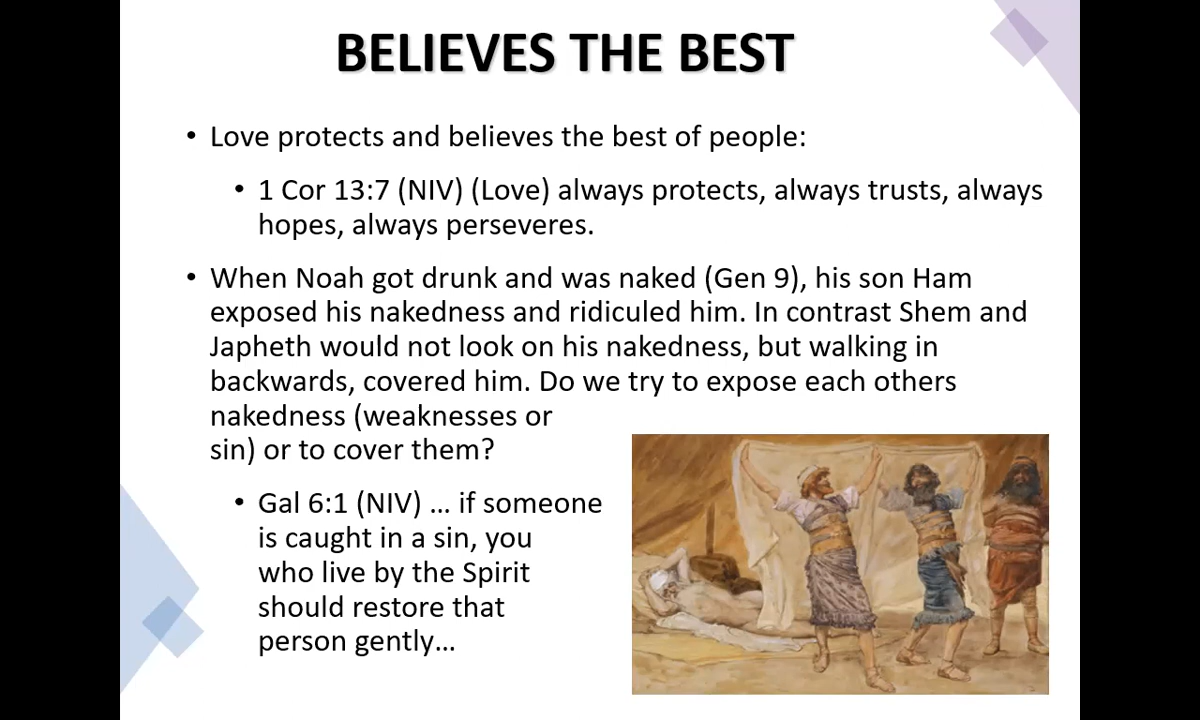 BELIEVES THE BEST
• Love protects and believes the best of people:
• 1 Cor 13:7 (NIV) (Love) always protects, always trusts, always
hopes, always perseveres.
• When Noah got drunk and was naked (Gen 9), his son Ham
exposed his nakedness and ridiculed him. In contrast Shem and
Japheth would not look on his nakedness, but walking in
backwards, covered him. Do we try to expose each others
nakedness (weaknesses or
sin) or to cover them?
• Gal 6:1 (NIV) … if someone
is caught in a sin, you
who live by the Spirit
should restore that
person gently…